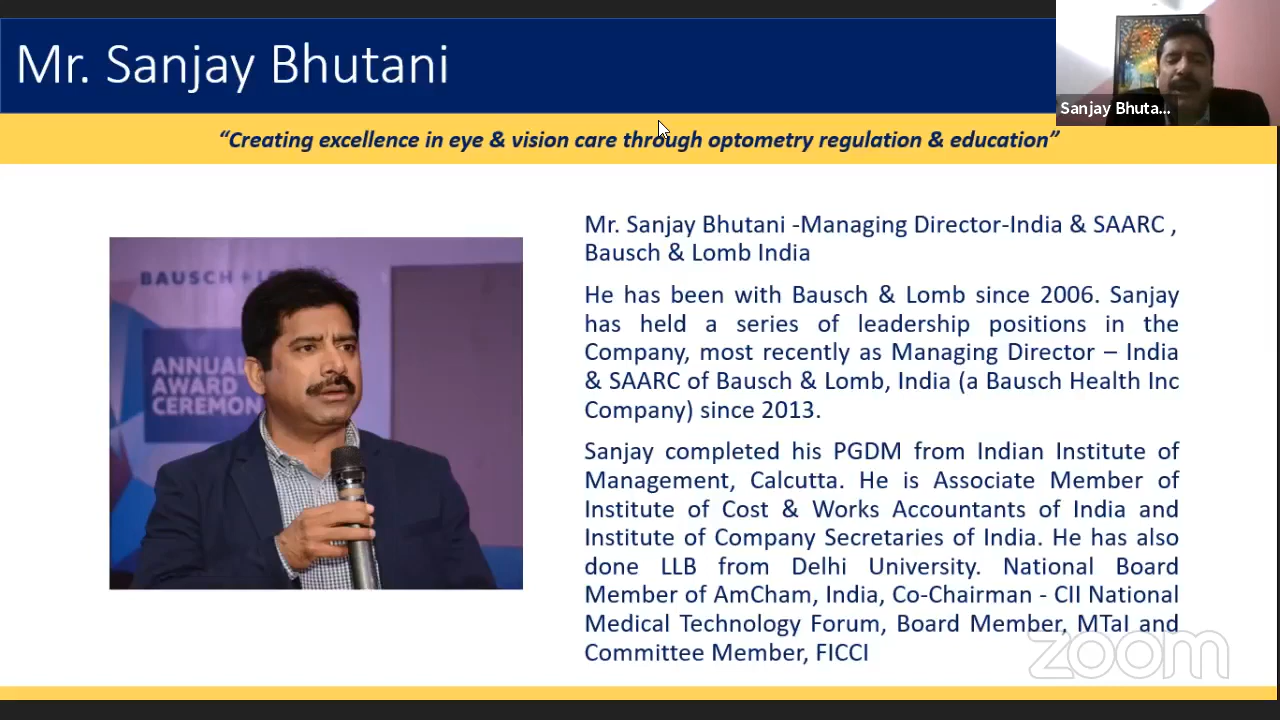 Mr. Sanjay Bhutani
Sanjay Bhuta...
“Creating excellence in eye & vision care through optometry regulation & education”
BAUSCH + L
ANNUAL
AWARD
CEREMON
Mr. Sanjay Bhutani -Managing Director-India & SAARC ,
Bausch & Lomb India
He has been with Bausch & Lomb since 2006. Sanjay
has held a series of leadership positions in the
Company, most recently as Managing Director – India
& SAARC of Bausch & Lomb, India (a Bausch Health Inc
Company) since 2013.
Sanjay completed his PGDM from Indian Institute of
Management, Calcutta. He is Associate Member of
Institute of Cost & Works Accountants of India and
Institute of Company Secretaries of India. He has also
done LLB from Delhi University. National Board
Member of AmCham, India, Co-Chairman - CII National
Medical Technology Forum, Board Member, MTaI and
Committee Member, FICCI
zoom